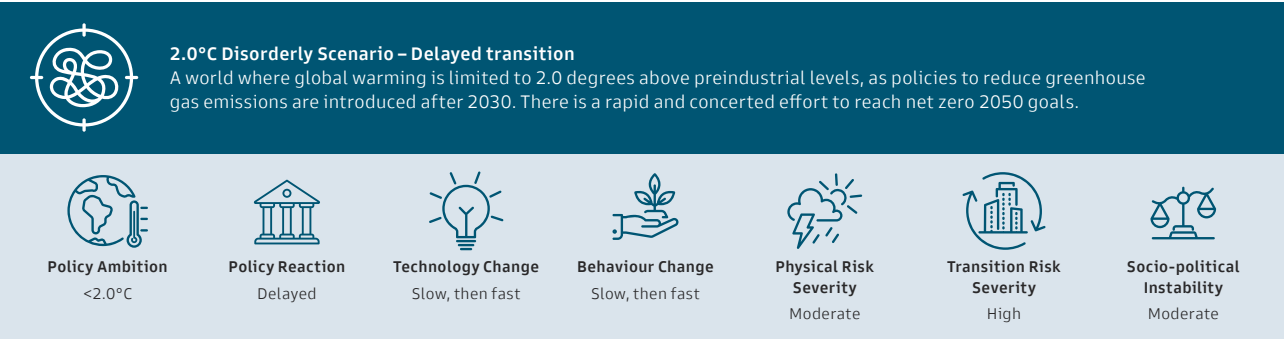 2.0°C Disorderly Scenario – Delayed transition
A world where global warming is limited to 2.0 degrees above preindustrial levels, as policies to reduce greenhouse
gas emissions are introduced after 2030. There is a rapid and concerted effort to reach net zero 2050 goals.
Policy Ambition
<2.0°C
Policy Reaction
Delayed
Technology Change
Slow, then fast
Behaviour Change
Slow, then fast
Physical Risk
Severity
Moderate
Transition Risk
Severity
High
Socio-political
Instability
Moderate